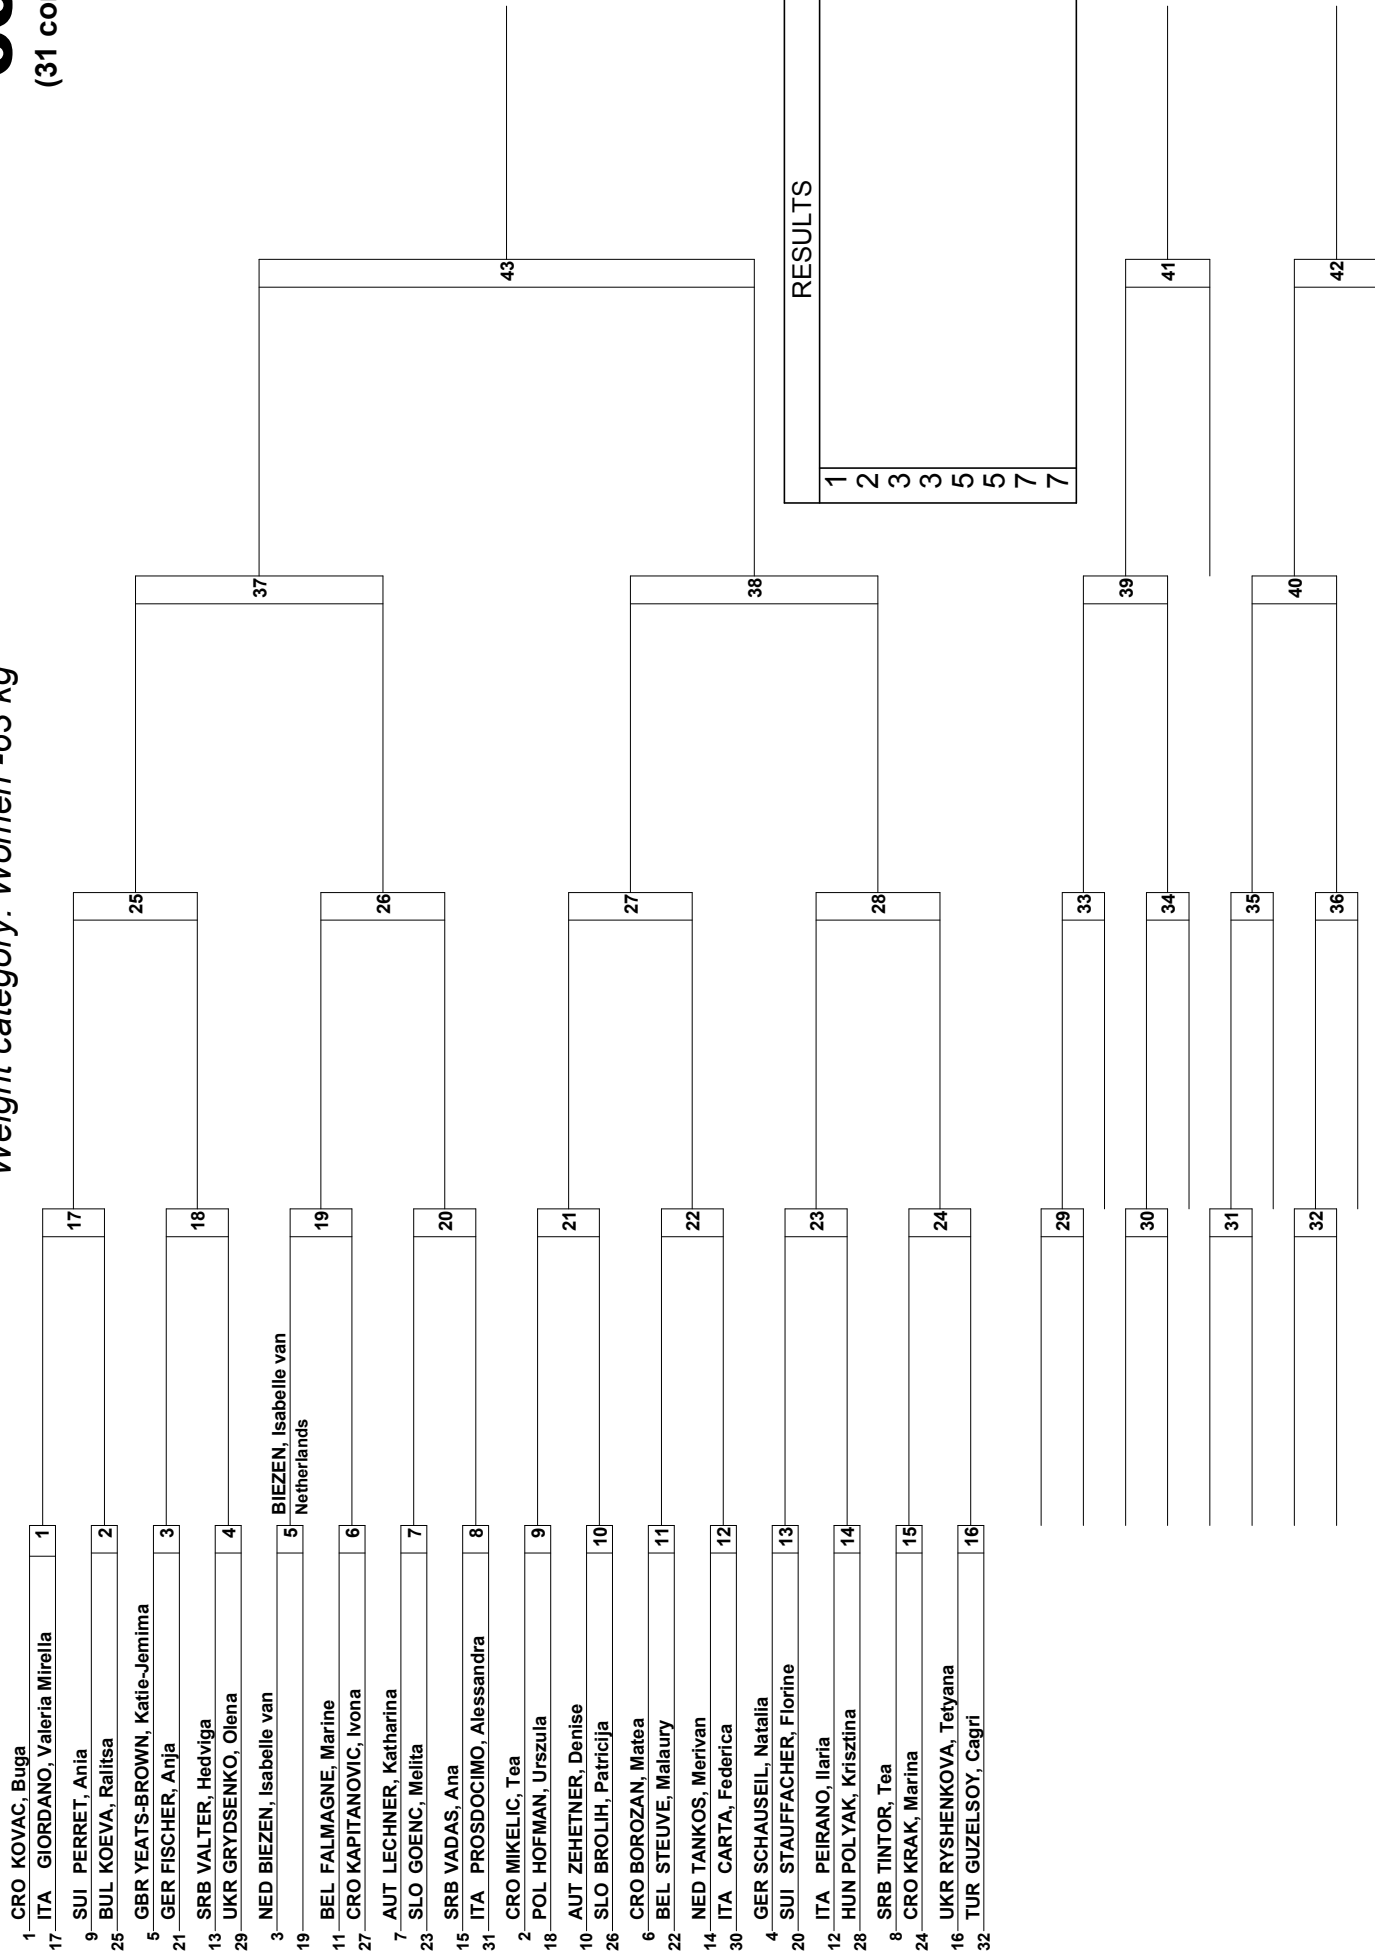 (31 co
Weight category: Women -63 kg
1 CRO KOVAC, Buga
17 ITA GIORDANO, Valeria Mirella
1
9 SUI PERRET, Ania
25 BUL KOEVA, Ralitsa
2
5 GBR YEATS-BROWN, Katie-Jemima
21 GER FISCHER, Anja
3
13 SRB VALTER, Hedviga
29 UKR GRYDSENKO, Olena
4
3 NED BIEZEN, Isabelle van
19
5
BIEZEN, Isabelle van
Netherlands
11 BEL FALMAGNE, Marine
27 CRO KAPITANOVIC, Ivona
6
7 AUT LECHNER, Katharina
23 SLO GOENC, Melita
7
15 SRB VADAS, Ana
31 ITA PROSDOCIMO, Alessandra
8
2 CRO MIKELIC, Tea
18 POL HOFMAN, Urszula
9
10 AUT ZEHETNER, Denise
26 SLO BROLIH, Patricija
10
6 CRO BOROZAN, Matea
22 BEL STEUVE, Malaury
11
14 NED TANKOS, Merivan
30 ITA CARTA, Federica
12
4 GER SCHAUSEIL, Natalia
20 SUI STAUFFACHER, Florine
13
12 ITA PEIRANO, Ilaria
28 HUN POLYAK, Krisztina
14
8 SRB TINTOR, Tea
24 CRO KRAK, Marina
15
16 UKR RYSHENKOVA, Tetyana
32 TUR GUZELSOY, Cagri
16
17
18
19
20
21
22
23
24
29
30
31
32
25
26
27
28
33
34
35
36
37
38
39
40
43
41
42
RESULTS
1
2
3
3
5
5
7
7